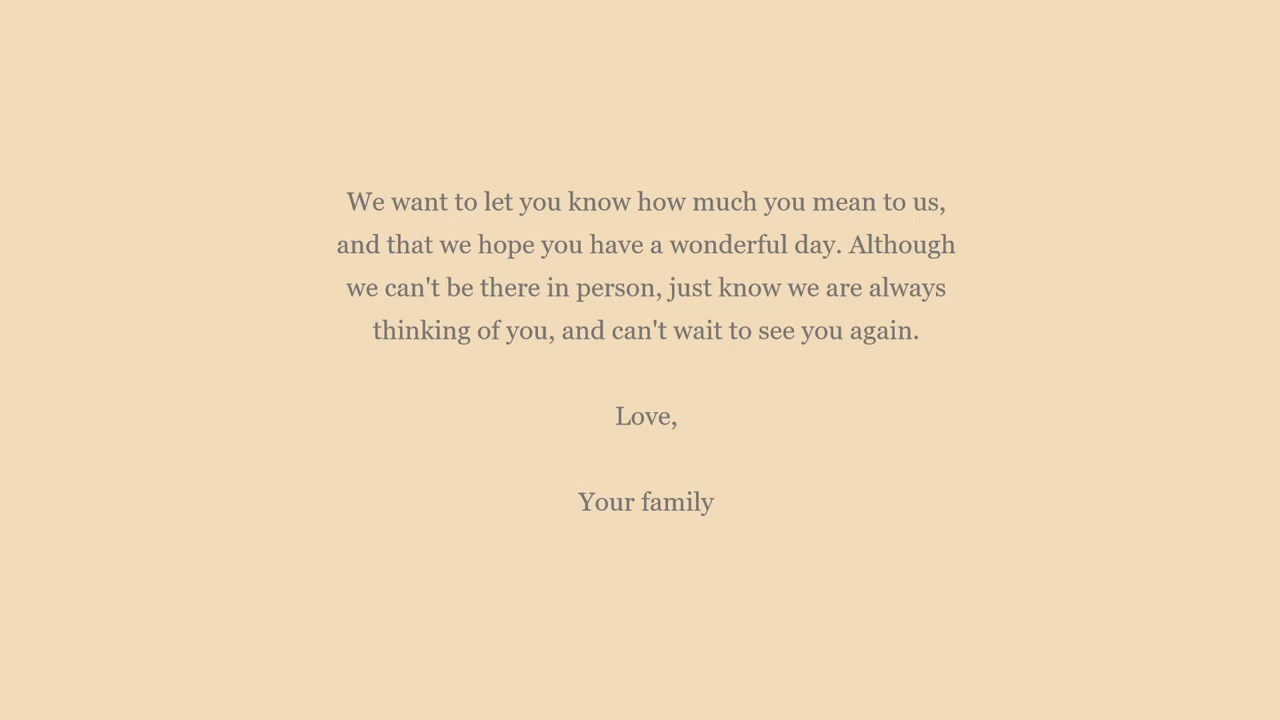 We want to let you know how much you mean to us,
and that we hope you have a wonderful day. Although
we can't be there in person, just know we are always
thinking of you, and can't wait to see you again.
Love,
Your family